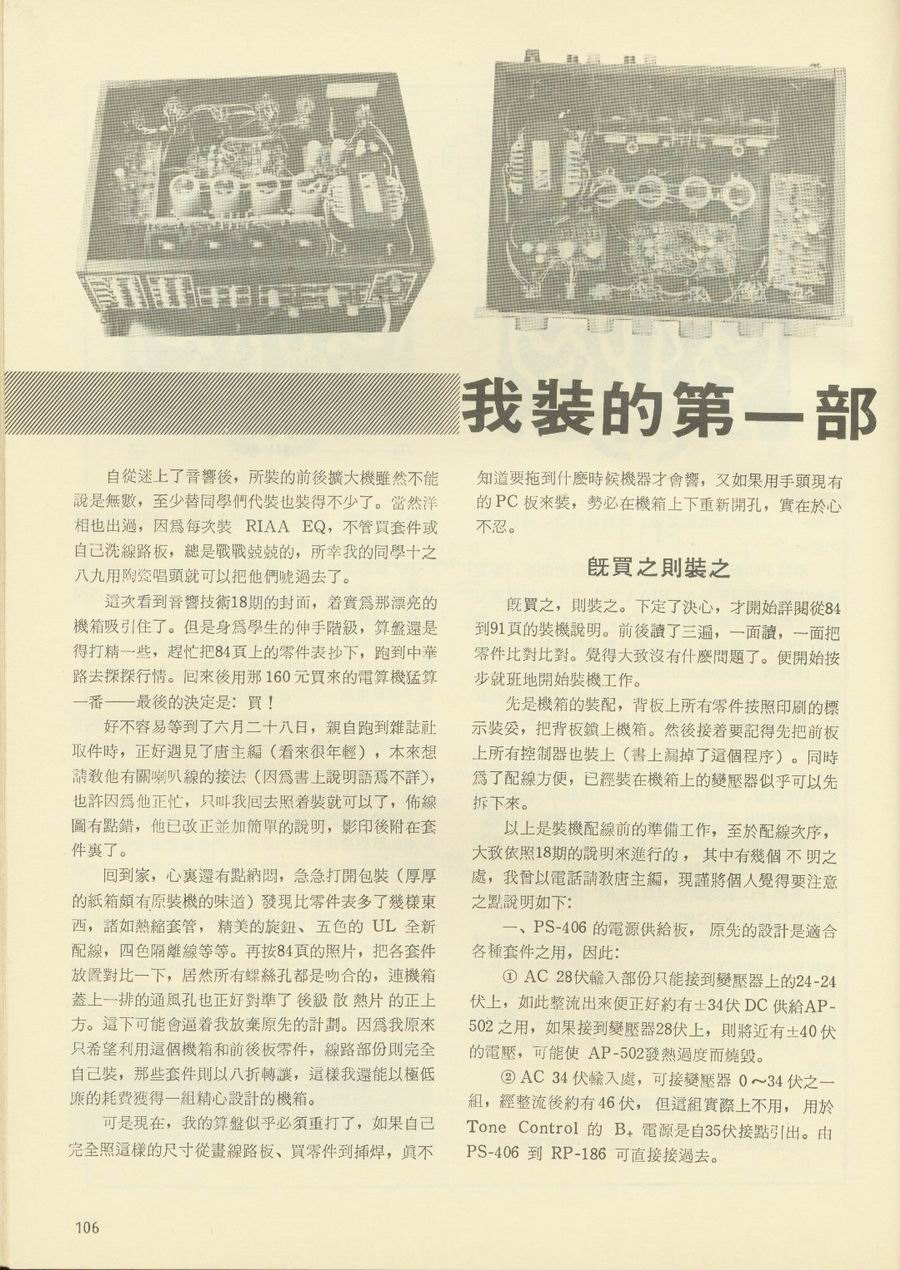 我裝的第一部
自從迷上了音響後，所裝的前後擴大機雖然不能
說是無數，至少替同學們代裝也裝得不少了。當然洋
相也出過，因爲每次裝 RIAA EQ，不管買套件或
自己洗線路板，總是戰戰兢兢的，所幸我的同學十之
八九用陶瓷唱頭就可以把他們唬過去了。
這次看到音響技術18期的封面，着實爲那漂亮的
機箱吸引住了。但是身爲學生的伸手階級，算盤還是
得打精一些，趕忙把84頁上的零件表抄下，跑到中華
路去探探行情。囘來後用那160元買來的電算機猛算
一番——最後的決定是：買！
好不容易等到了六月二十八日，親自跑到雜誌社
取件時，正好遇見了唐主編（看來很年輕），本來想
請敎他有關喇叭線的接法（因爲書上說明語焉不詳），
也許因爲他正忙，只叫我囘去照着裝就可以了，佈線
圖有點錯，他已改正並加簡單的說明，影印後附在套
件裏了。
囘到家，心裏還有點納悶，急急打開包裝（厚厚
的紙箱頗有原裝機的味道）發現比零件表多了幾樣東
西，諸如熱縮套管，精美的旋鈕、五色的 UL 全新
配線，四色隔離線等等。再按84頁的照片，把各套件
放置對比一下，居然所有螺絲孔都是吻合的，連機箱
蓋上一排的通風孔也正好對準了後級散熱片的正上
方。這下可能會逼着我放棄原先的計劃。因爲我原來
只希望利用這個機箱和前後板零件，線路部份則完全
自己裝，那些套件則以八折轉讓，這樣我還能以極低
廉的耗費獲得一組精心設計的機箱。
可是現在，我的算盤似乎必須重打了，如果自己
完全照這樣的尺寸從畫線路板、買零件到揷焊，眞不
知道要拖到什麼時候機器才會響，又如果用手頭現有
的 PC 板來裝，勢必在機箱上下重新開孔，實在於心
不忍。
旣買之則裝之
旣買之，則裝之。下定了決心，才開始詳閱從84
到91頁的裝機說明。前後讀了三遍，一面讀，一面把
零件比對比對。覺得大致沒有什麼問題了。便開始按
步就班地開始裝機工作。
先是機箱的裝配，背板上所有零件按照印刷的標
示裝妥，把背板鎖上機箱。然後接着要記得先把前板
上所有控制器也裝上（書上漏掉了這個程序）。同時
爲了配線方便，已經裝在機箱上的變壓器似乎可以先
拆下來。
以上是裝機配線前的準備工作，至於配線次序，
大致依照18期的說明來進行的，其中有幾個不明之
處，我曾以電話請敎唐主編，現謹將個人覺得要注意
之點說明如下：
一、PS-406 的電源供給板，原先的設計是適合
各種套件之用，因此：
① AC 28伏輸入部份只能接到變壓器上的24-24
伏上，如此整流出來便正好約有±34伏 DC 供給AP-
502 之用，如果接到變壓器28伏上，則將近有±40 伏
的電壓，可能使 AP-502發熱過度而燒毀。
② AC 34 伏輸入處，可接變壓器 0～34 伏之一
組，經整流後約有46 伏，但這組實際上不用，用於
Tone Control 的 B+ 電源是自35伏接點引出。由
PS-406 到 RP-186 可直接接過去。
106